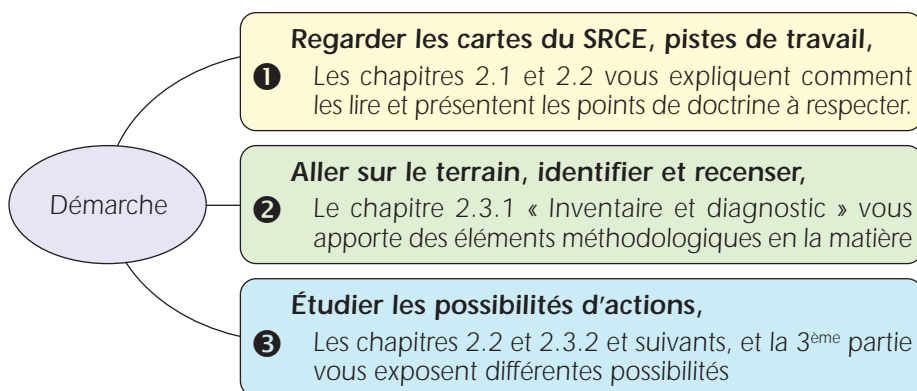 Regarder les cartes du SRCE, pistes de travail,
❶ Les chapitres 2.1 et 2.2 vous expliquent comment
les lire et présentent les points de doctrine à respecter.
Démarche
Aller sur le terrain, identifier et recenser,
❷ Le chapitre 2.3.1 « Inventaire et diagnostic » vous
apporte des éléments méthodologiques en la matière
Étudier les possibilités d'actions,
❸ Les chapitres 2.2 et 2.3.2 et suivants, et la 3ème partie
vous exposent différentes possibilités